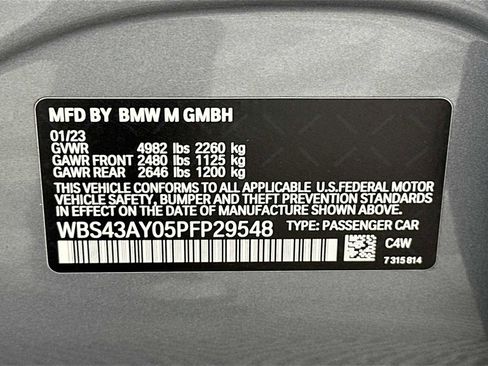 MFD BY BMW M GMBH
01/23
GVWR 4982 lbs 2260 kg
GAWR FRONT 2480 lbs 1125 kg
GAWR REAR 2646 lbs 1200 kg
THIS VEHICLE CONFORMS TO ALL APPLICABLE U.S.FEDERAL MOTOR
VEHICLE SAFETY, BUMPER, AND THEFT PREVENTION STANDARDS
IN EFFECT ON THE DATE OF MANUFACTURE SHOWN ABOVE.
WBS43AY05PFP29548 TYPE: PASSENGER CAR
C4W
7 315 814